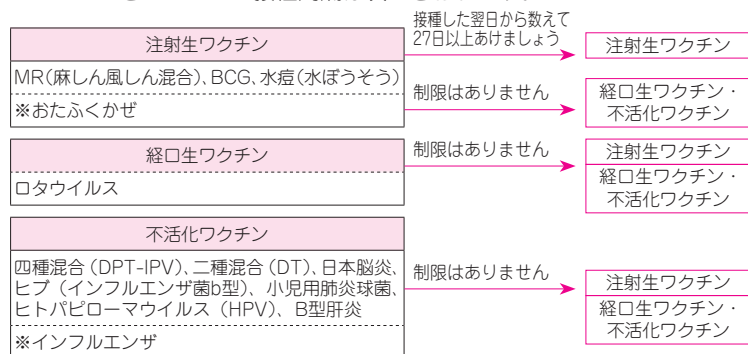 接種した翌日から数えて
27日以上あけましょう
注射生ワクチン
注射生ワクチン
MR(麻しん風しん混合)、BCG、水痘(水ぼうそう)
※おたふくかぜ
制限はありません
経口生ワクチン・
不活化ワクチン
経口生ワクチン
ロタウイルス
制限はありません
注射生ワクチン
経口生ワクチン・
不活化ワクチン
不活化ワクチン
四種混合(DPT-IPV)、二種混合(DT)、日本脳炎、
ヒブ(インフルエンザ菌b型)、小児用肺炎球菌、
ヒトパピローマウイルス(HPV)、B型肝炎
※インフルエンザ
制限はありません
注射生ワクチン
経口生ワクチン・
不活化ワクチン